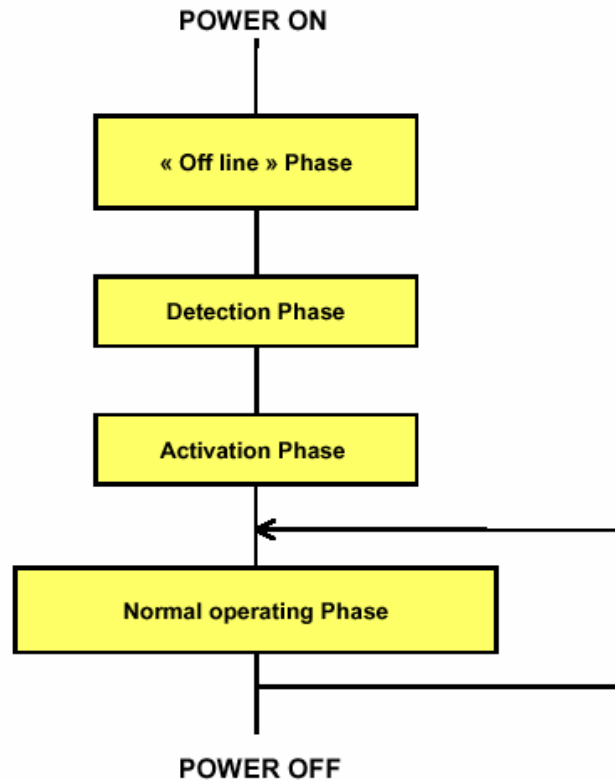 POWER ON
« Off line » Phase
Detection Phase
Activation Phase
Normal operating Phase
POWER OFF